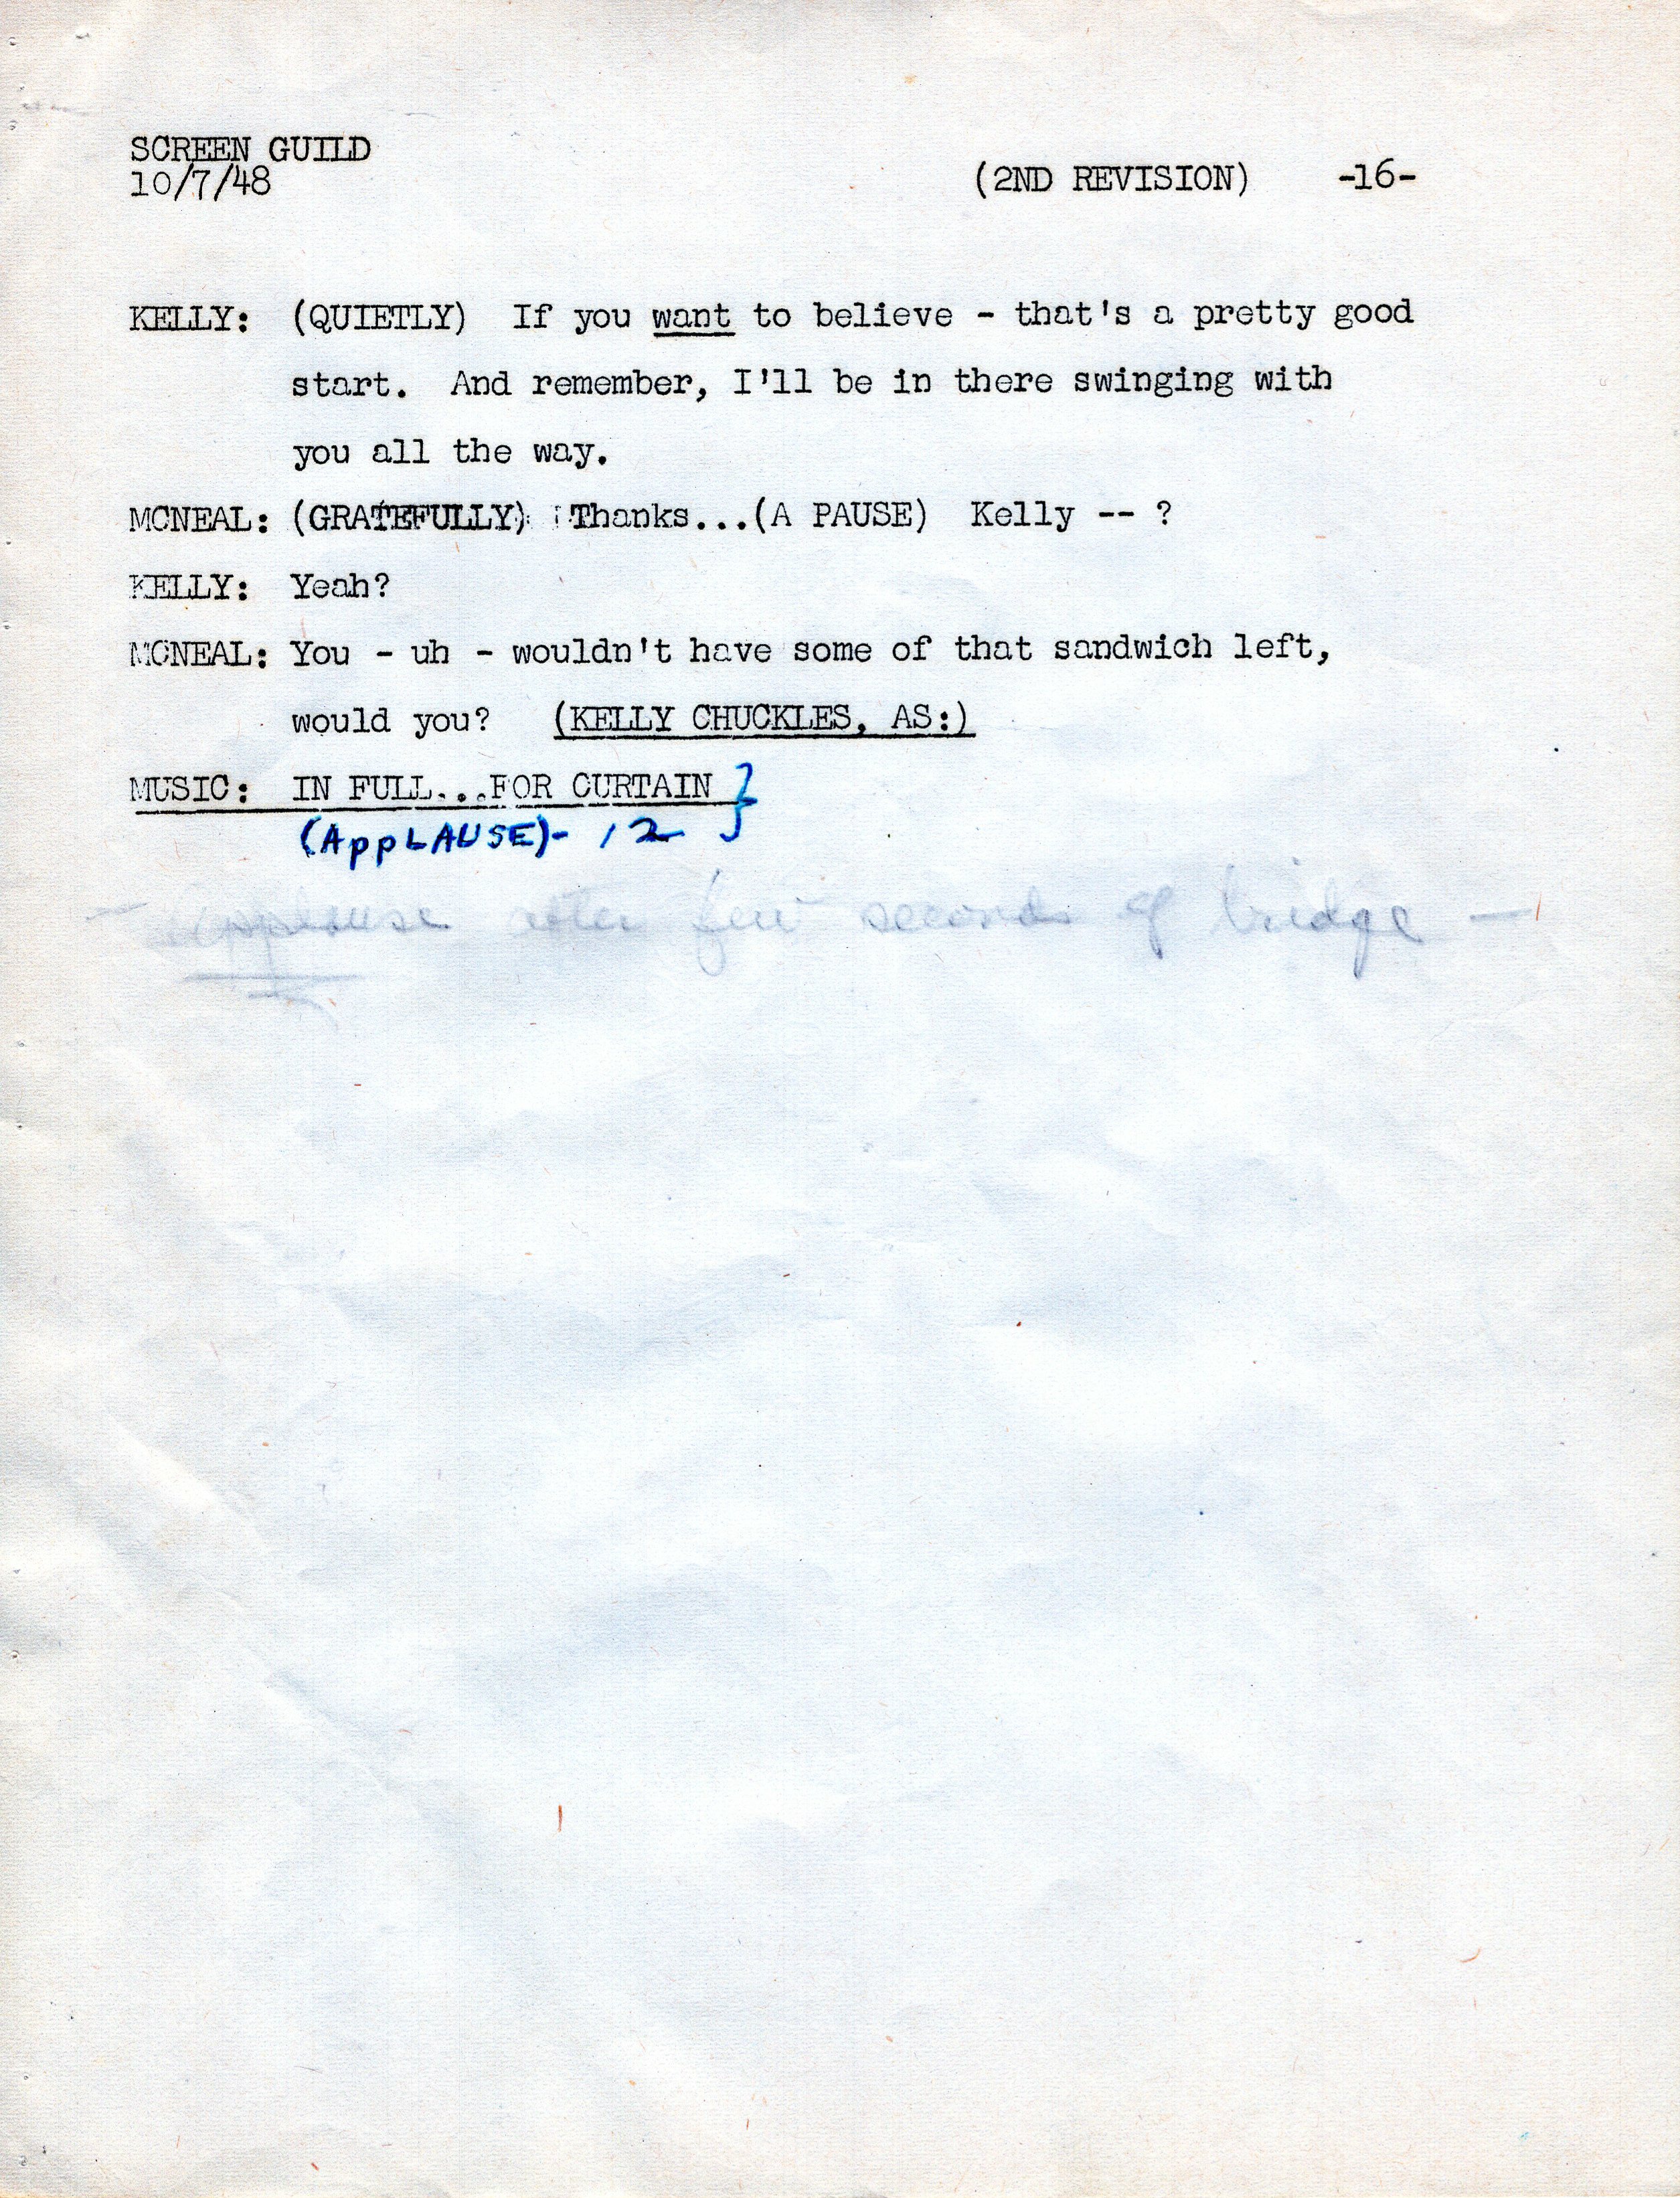 SCREEN GUILD
10/7/48
(2ND REVISION) -16-
KELLY: (QUIETLY) If you want to believe - that's a pretty good
start. And remember, I'll be in there swinging with
you all the way.
MCNEAL: (GRATEFULLY) Thanks...(A PAUSE) Kelly -- ?
KELLY: Yeah?
MCNEAL: You - uh - wouldn't have some of that sandwich left,
would you? (KELLY CHUCKLES, AS:)
MUSIC: IN FULL...FOR CURTAIN }
(AppLAUSE)- 12
— applause after few seconds of bridge —